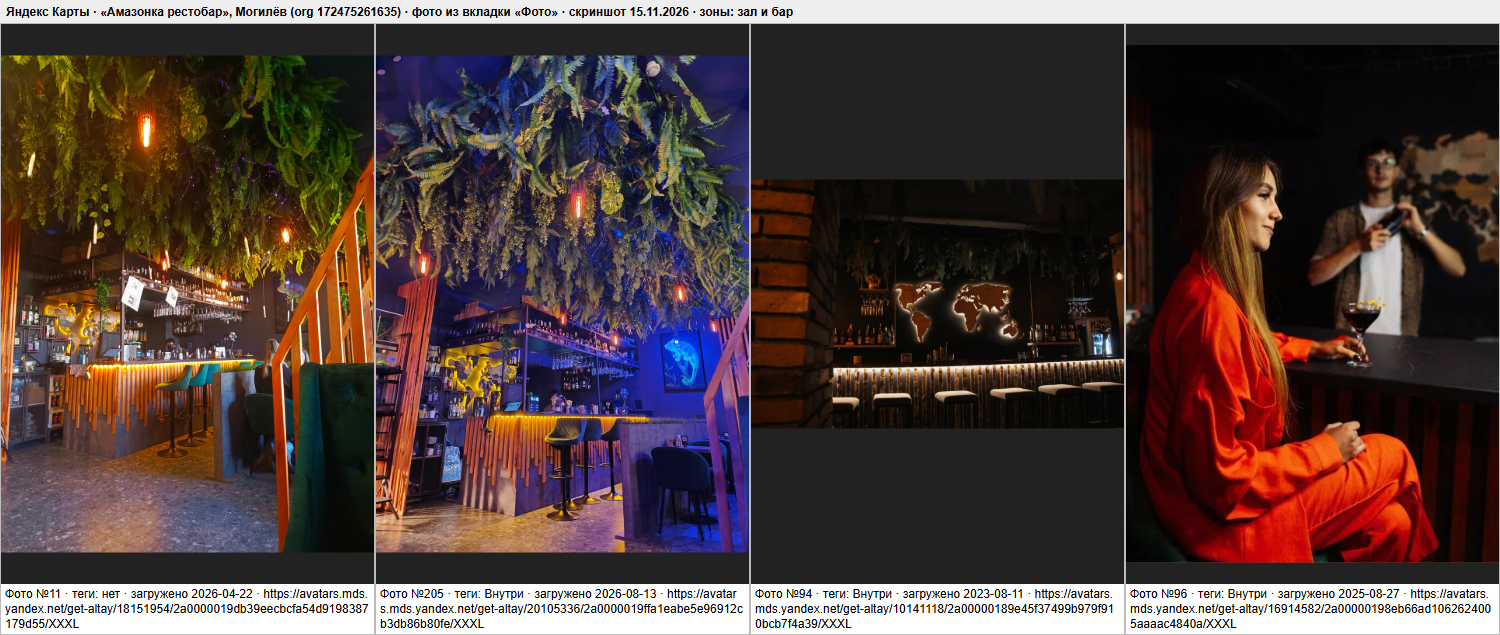 Яндекс Карты · «Амазонка рестобар», Могилёв (org 172475261635) · фото из вкладки «Фото» · скриншот 15.11.2026 · зоны: зал и бар
Фото №11 · теги: нет · загружено 2026-04-22 · https://avatars.mds.
yandex.net/get-altay/18151954/2a0000019db39eecbcfa54d9198387
179d55/XXXL
Фото №205 · теги: Внутри · загружено 2026-08-13 · https://avatar
s.mds.yandex.net/get-altay/20105336/2a0000019ffa1eabe5e96912c
b3db86b80fe/XXXL
Фото №94 · теги: Внутри · загружено 2023-08-11 · https://avatars.
mds.yandex.net/get-altay/10141118/2a00000189e45f37499b979f91
0bcb7f4a39/XXXL
Фото №96 · теги: Внутри · загружено 2025-08-27 · https://avatars.
mds.yandex.net/get-altay/16914582/2a00000198eb66ad106262400
5aaaac4840a/XXXL